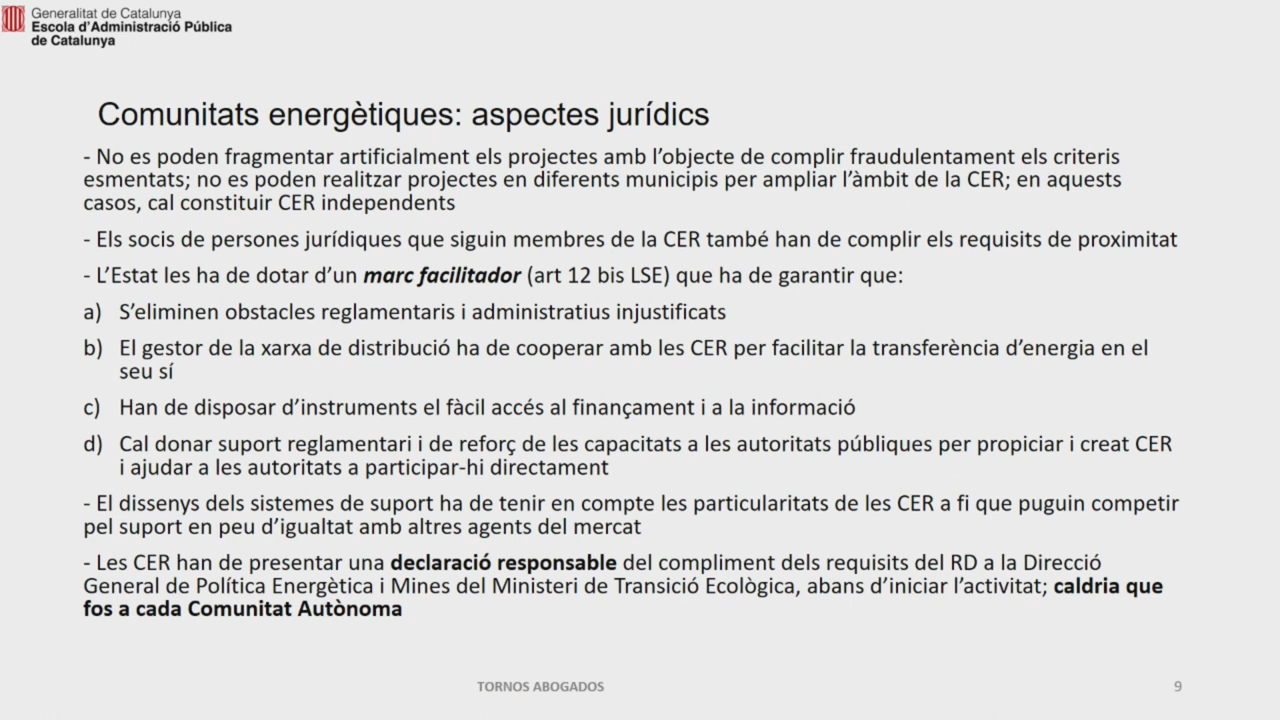 Generalitat de Catalunya
Escola d'Administració Pública
de Catalunya
Comunitats energètiques: aspectes jurídics
- No es poden fragmentar artificialment els projectes amb l'objecte de complir fraudulentament els criteris
esmentats; no es poden realitzar projectes en diferents municipis per ampliar l'àmbit de la CER; en aquests
casos, cal constituir CER independents
- Els socis de persones jurídiques que siguin membres de la CER també han de complir els requisits de proximitat
- L'Estat les ha de dotar d'un marc facilitador (art 12 bis LSE) que ha de garantir que:
a) S'eliminen obstacles reglamentaris i administratius injustificats
b) El gestor de la xarxa de distribució ha de cooperar amb les CER per facilitar la transferència d'energia en el
seu sí
c) Han de disposar d'instruments el fàcil accés al finançament i a la informació
d) Cal donar suport reglamentari i de reforç de les capacitats a les autoritats públiques per propiciar i creat CER
i ajudar a les autoritats a participar-hi directament
- El dissenys dels sistemes de suport ha de tenir en compte les particularitats de les CER a fi que puguin competir
pel suport en peu d'igualtat amb altres agents del mercat
- Les CER han de presentar una declaració responsable del compliment dels requisits del RD a la Direcció
General de Política Energètica i Mines del Ministeri de Transició Ecològica, abans d'iniciar l'activitat; caldria que
fos a cada Comunitat Autònoma
TORNOS ABOGADOS
9